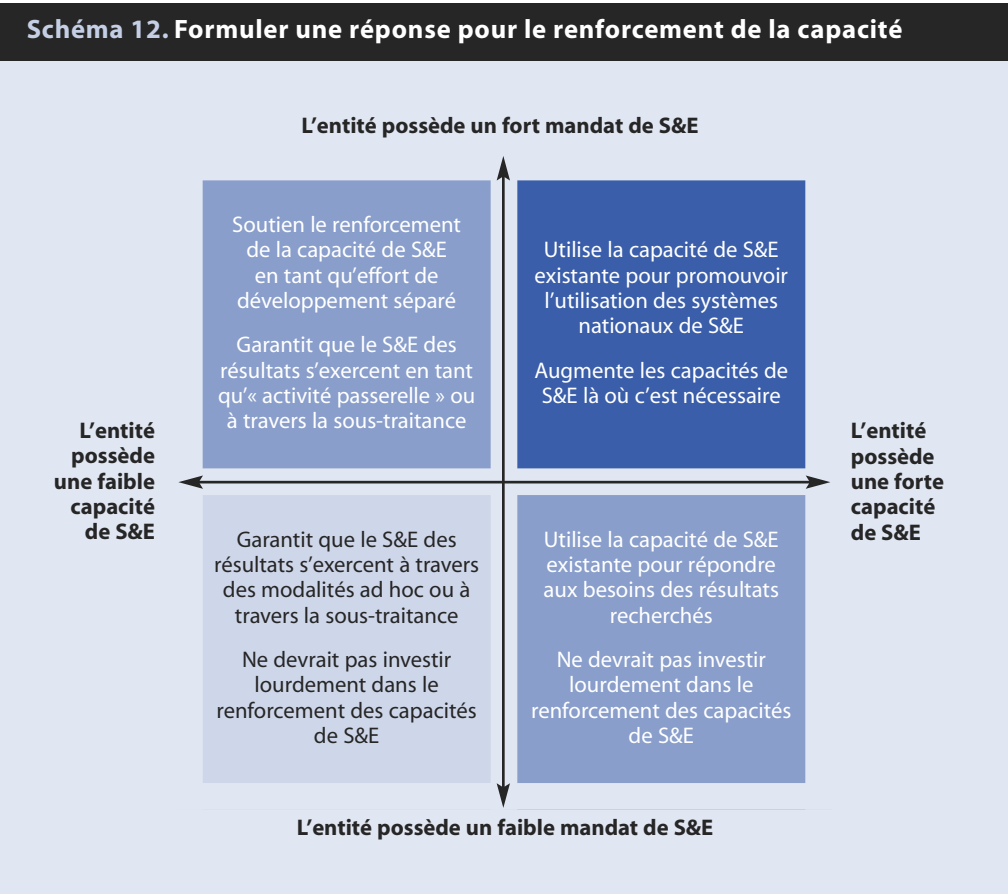 Schéma 12. Formuler une réponse pour le renforcement de la capacité
L'entité possède un fort mandat de S&E
Soutien le renforcement
de la capacité de S&E
en tant qu'effort de
développement séparé
Garantit que le S&E des
résultats s'exercent en tant
qu'« activité passerelle » ou
à travers la sous-traitance
Utilise la capacité de S&E
existante pour promouvoir
l'utilisation des systèmes
nationaux de S&E
Augmente les capacités de
S&E là où c'est nécessaire
L'entité
possède
une faible
capacité
de S&E
L'entité
possède
une forte
capacité
de S&E
Garantit que le S&E des
résultats s'exercent à travers
des modalités ad hoc ou à
travers la sous-traitance
Ne devrait pas investir
lourdement dans le
renforcement des capacités
de S&E
Utilise la capacité de S&E
existante pour répondre
aux besoins des résultats
recherchés
Ne devrait pas investir
lourdement dans le
renforcement des capacités
de S&E
L'entité possède un faible mandat de S&E